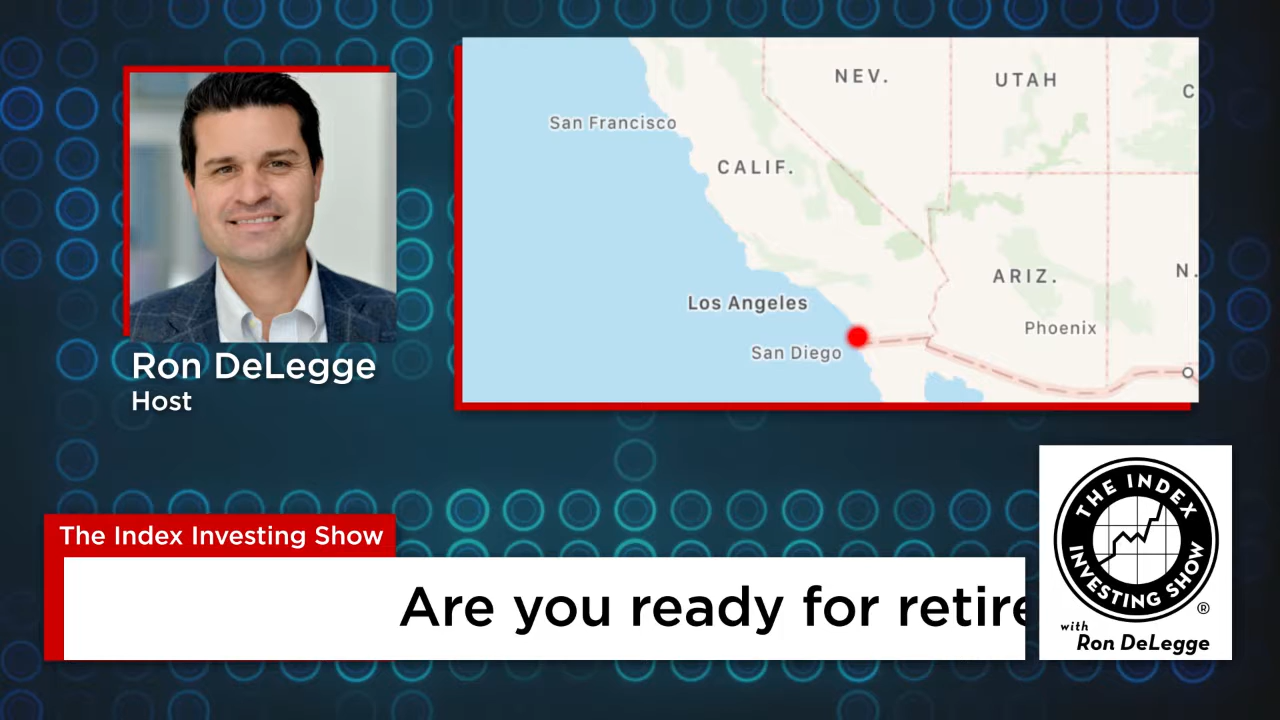 NEV.
UTAH
C
San Francisco
CALIF.
ARIZ.
N.
Los Angeles
Phoenix
San Diego
Ron DeLegge
Host
The Index Investing Show
Are you ready for retire
THE INDEX
INVESTING SHOW
®
with
Ron DeLegge